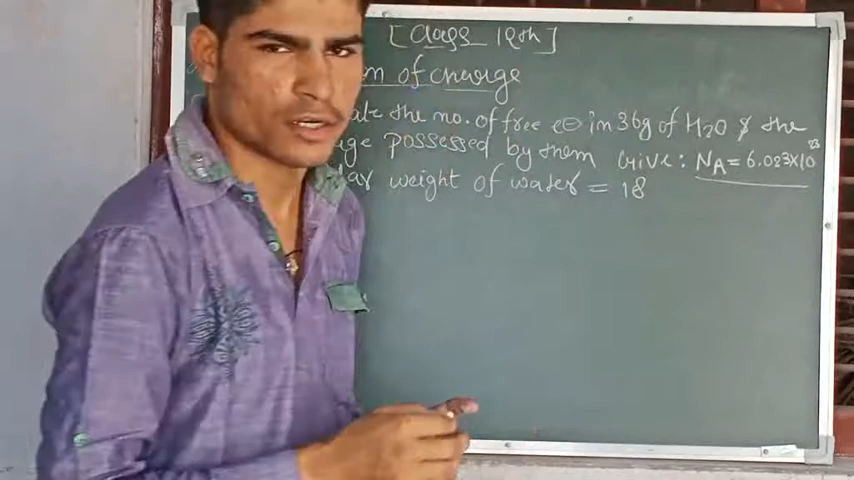 [Class 12th]
m of charge
ate the no. of free e⊖ in 36g of H2O & the
ge possessed by them Give : NA = 6.023×10²³
ar weight of water = 18